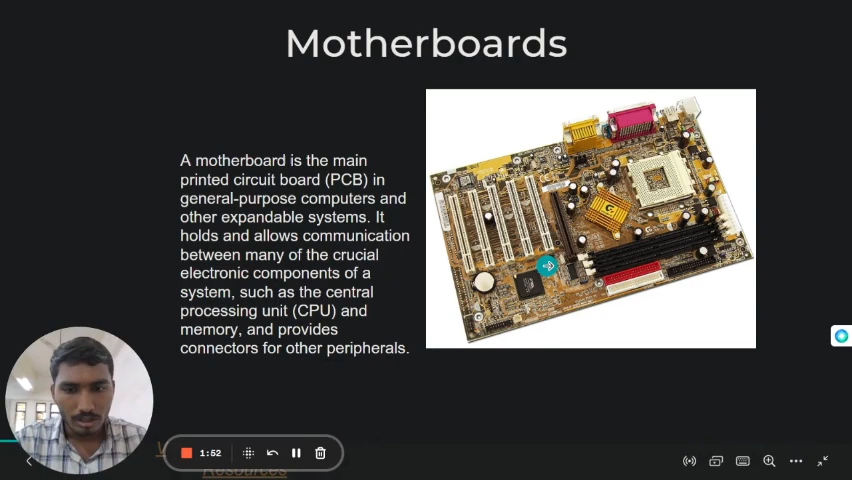 Motherboards
A motherboard is the main
printed circuit board (PCB) in
general-purpose computers and
other expandable systems. It
holds and allows communication
between many of the crucial
electronic components of a
system, such as the central
processing unit (CPU) and
memory, and provides
connectors for other peripherals.
1:52
Resources